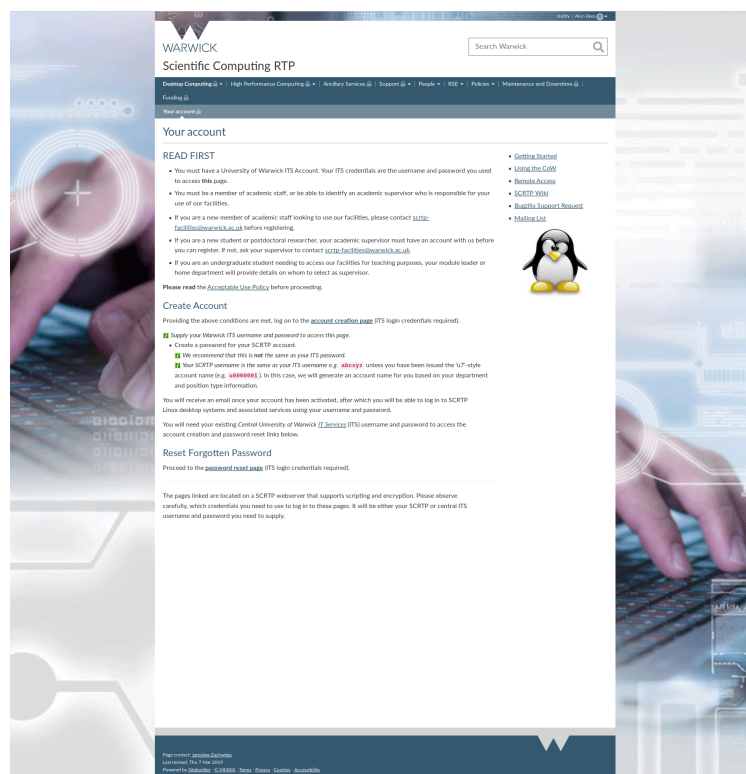 Notify | Alun Rees
WARWICK
Search Warwick
Scientific Computing RTP
Desktop Computing | High Performance Computing | Ancillary Services | Support | People | RSE | Policies | Maintenance and Downtime |
Funding
Your account
Your account
READ FIRST
You must have a University of Warwick ITS Account. Your ITS credentials are the username and password you used
to access this page.
You must be a member of academic staff, or be able to identify an academic supervisor who is responsible for your
use of our facilities.
If you are a new member of academic staff looking to use our facilities, please contact scrtp-
facilities@warwick.ac.uk before registering.
If you are a new student or postdoctoral researcher, your academic supervisor must have an account with us before
you can register. If not, ask your supervisor to contact scrtp-facilities@warwick.ac.uk.
If you are an undergraduate student needing to access our facilities for teaching purposes, your module leader or
home department will provide details on whom to select as supervisor.
Please read the Acceptable Use Policy before proceeding.
Create Account
Providing the above conditions are met, log on to the account creation page (ITS login credentials required).
Supply your Warwick ITS username and password to access this page.
Create a password for your SCRTP account.
We recommend that this is not the same as your ITS password.
Your SCRTP username is the same as your ITS username e.g. abcxyz unless you have been issued the 'u7'-style
account name (e.g. u0000001). In this case, we will generate an account name for you based on your department
and position type information.
You will receive an email once your account has been activated, after which you will be able to log in to SCRTP
Linux desktop systems and associated services using your username and password.
You will need your existing Central University of Warwick IT Services (ITS) username and password to access the
account creation and password reset links below.
Reset Forgotten Password
Proceed to the password reset page (ITS login credentials required).
The pages linked are located on a SCRTP webserver that supports scripting and encryption. Please observe
carefully, which credentials you need to use to log in to these pages. It will be either your SCRTP or central ITS
username and password you need to supply.
Getting Started
Using the CoW
Remote Access
SCRTP Wiki
Bugzilla Support Request
Mailing List
Page contact: Jaroslaw Zachwieja
Last revised: Thu 7 Mar 2019
Powered by Sitebuilder · © MMXIX · Terms · Privacy · Cookies · Accessibility